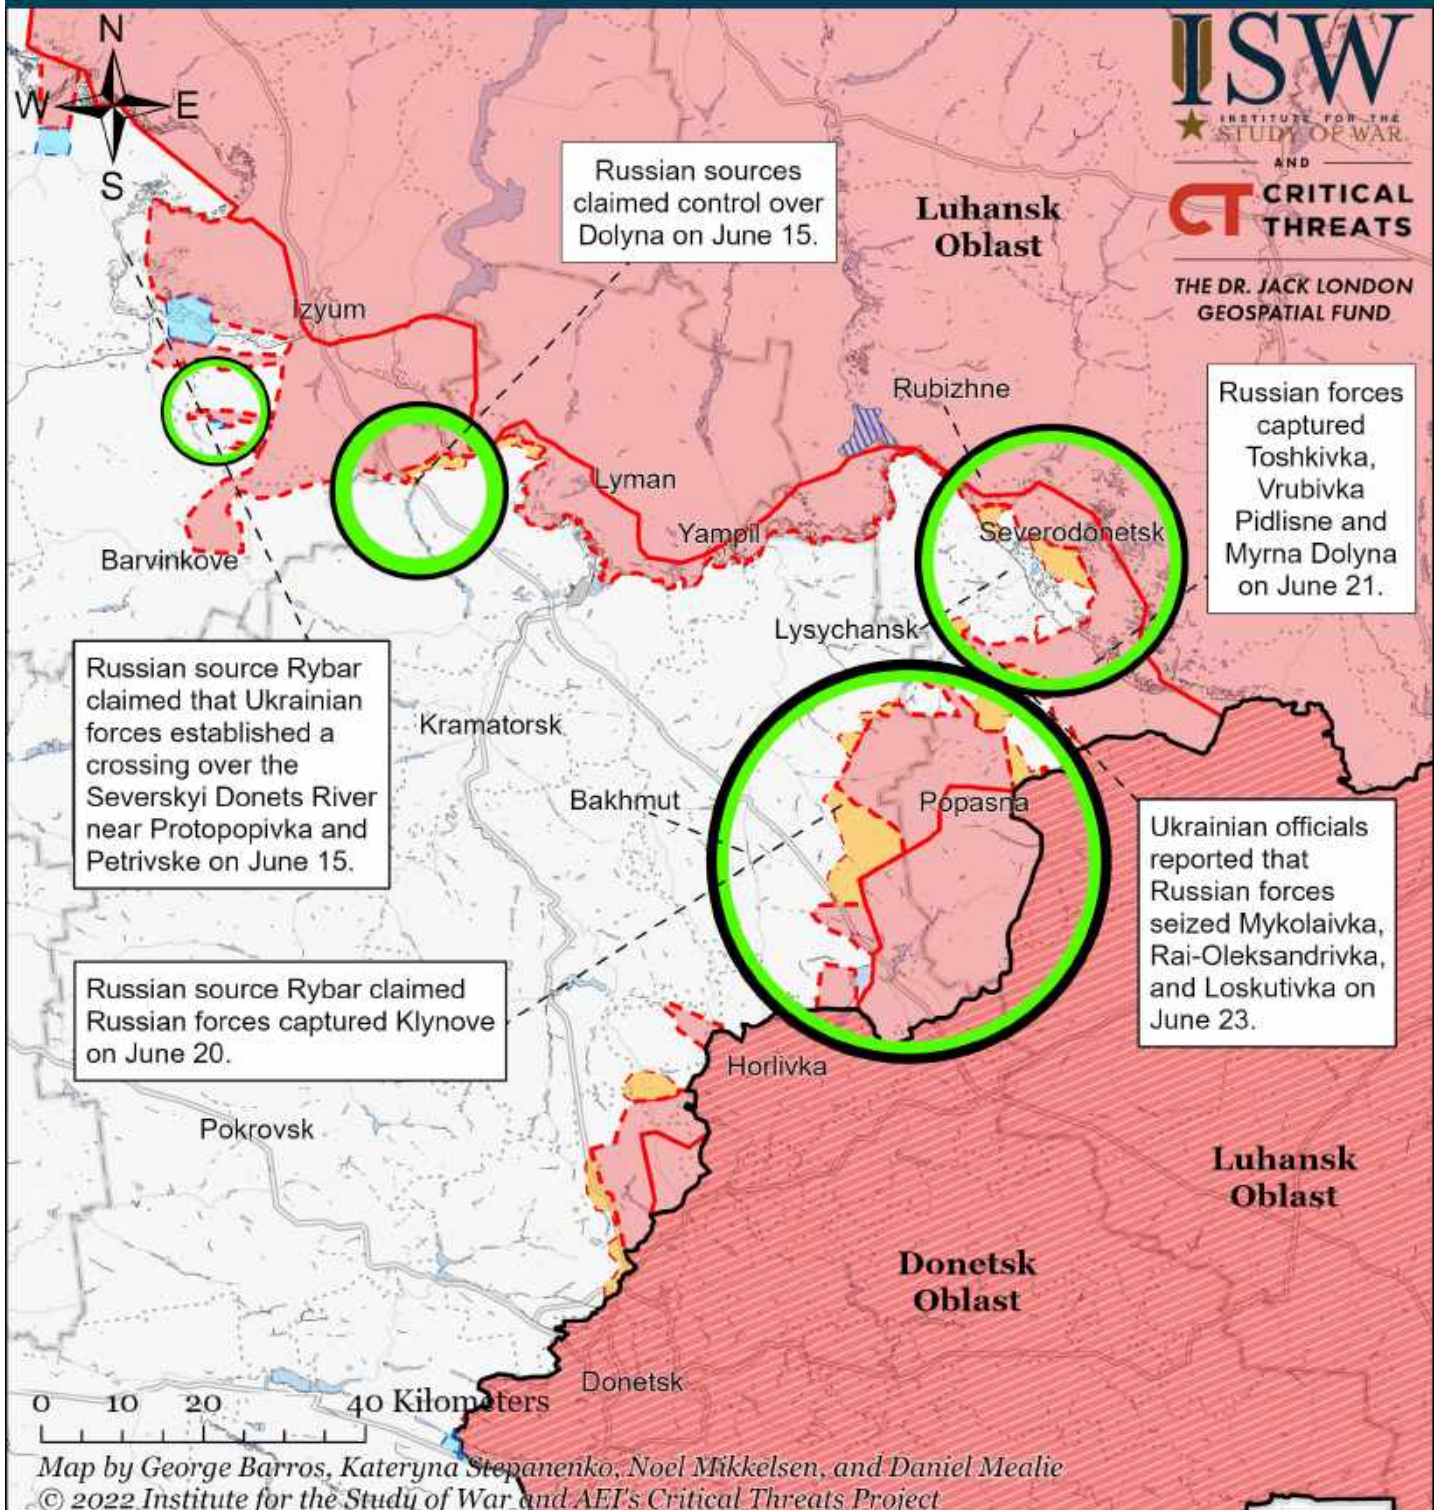 N
W
E
S
ISW
INSTITUTE FOR THE
STUDY OF WAR
AND
CT CRITICAL
THREATS
THE DR. JACK LONDON
GEOSPATIAL FUND
Russian sources
claimed control over
Dolyna on June 15.
Luhansk
Oblast
Izyum
Rubizhne
Russian forces
captured
Toshkivka,
Vrubivka
Pidlisne and
Myrna Dolyna
on June 21.
Lyman
Yampil
Severodonetsk
Barvinkove
Lysychansk
Russian source Rybar
claimed that Ukrainian
forces established a
crossing over the
Severskyi Donets River
near Protopopivka and
Petrivske on June 15.
Kramatorsk
Bakhmut
Popasna
Ukrainian officials
reported that
Russian forces
seized Mykolaivka,
Rai-Oleksandrivka,
and Loskutivka on
June 23.
Russian source Rybar claimed
Russian forces captured Klynove
on June 20.
Horlivka
Pokrovsk
Luhansk
Oblast
Donetsk
Oblast
Donetsk
0 10 20 40 Kilometers
Map by George Barros, Kateryna Stepanenko, Noel Mikkelsen, and Daniel Mealie
© 2022 Institute for the Study of War and AEI's Critical Threats Project